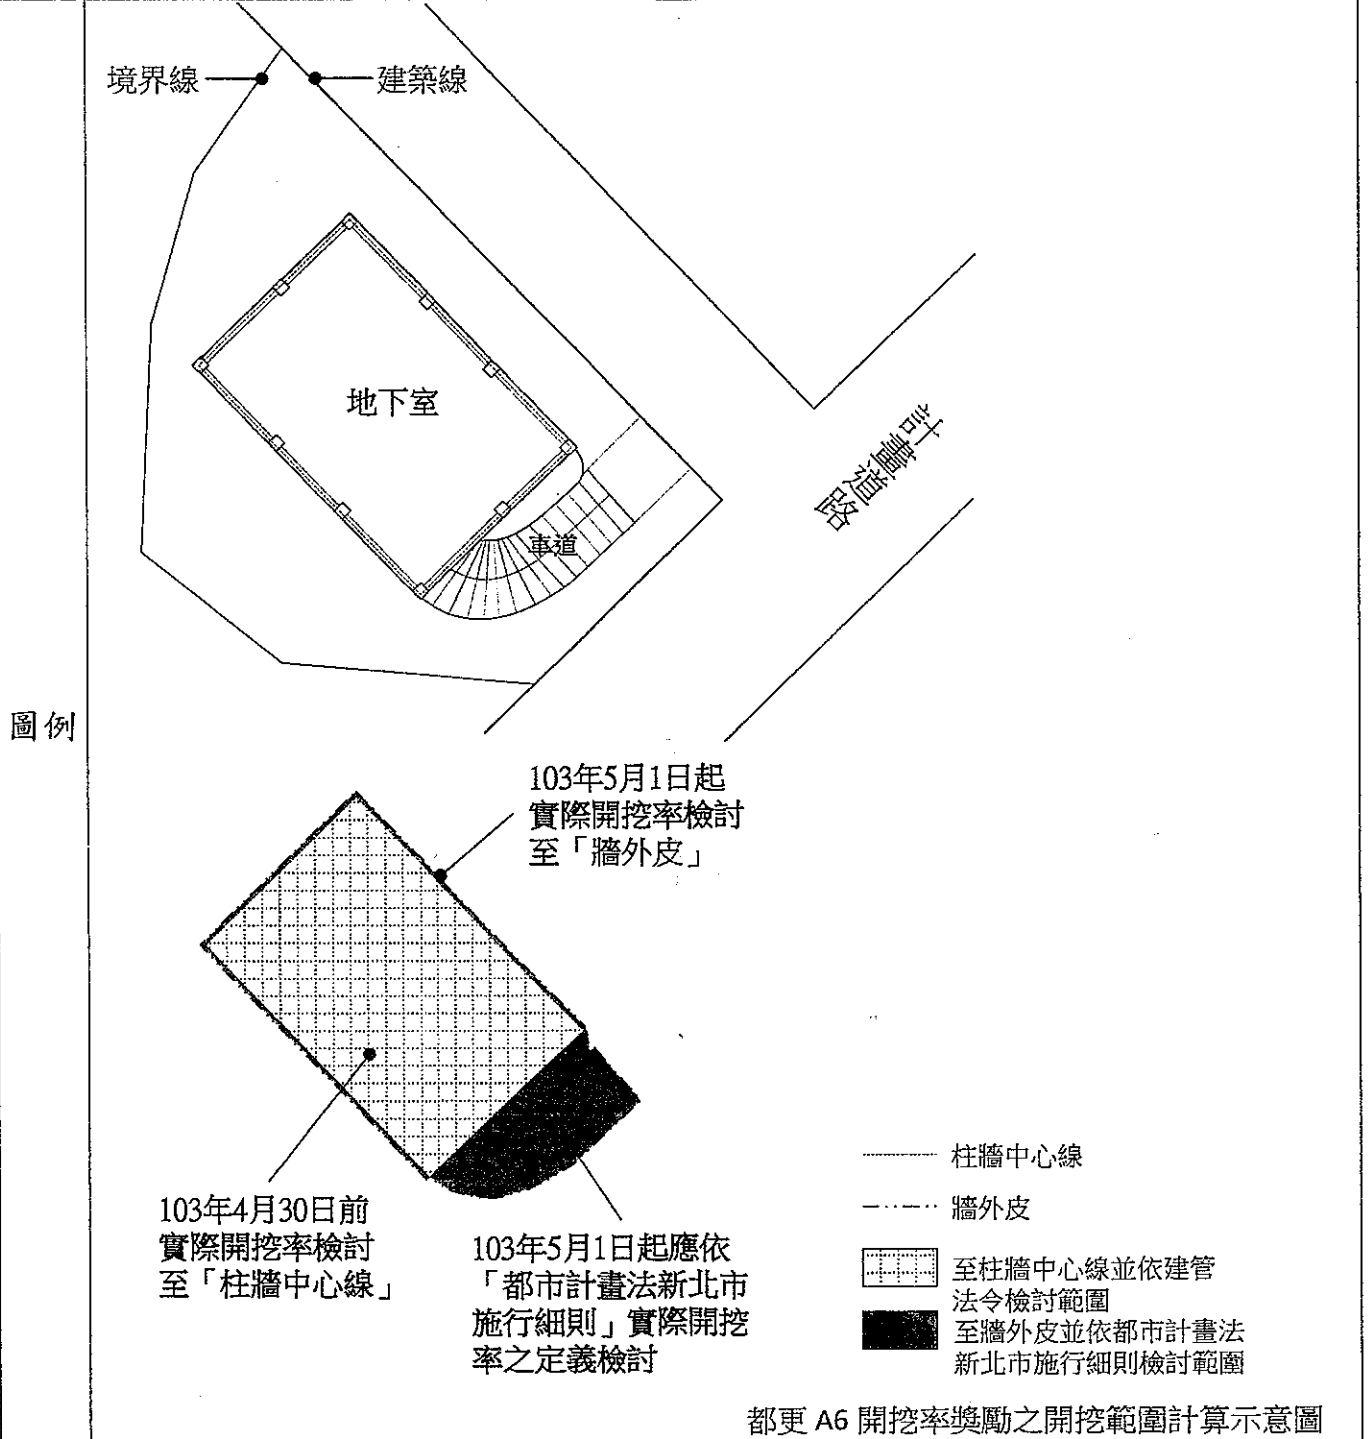 境界線
建築線
地下室
車道
計畫道路
圖例
103年5月1日起
實際開挖率檢討
至「牆外皮」
103年4月30日前
實際開挖率檢討
至「柱牆中心線」
103年5月1日起應依
「都市計畫法新北市
施行細則」實際開挖
率之定義檢討
柱牆中心線
牆外皮
至柱牆中心線並依建管
法令檢討範圍
至牆外皮並依都市計畫法
新北市施行細則檢討範圍
都更 A6 開挖率獎勵之開挖範圍計算示意圖